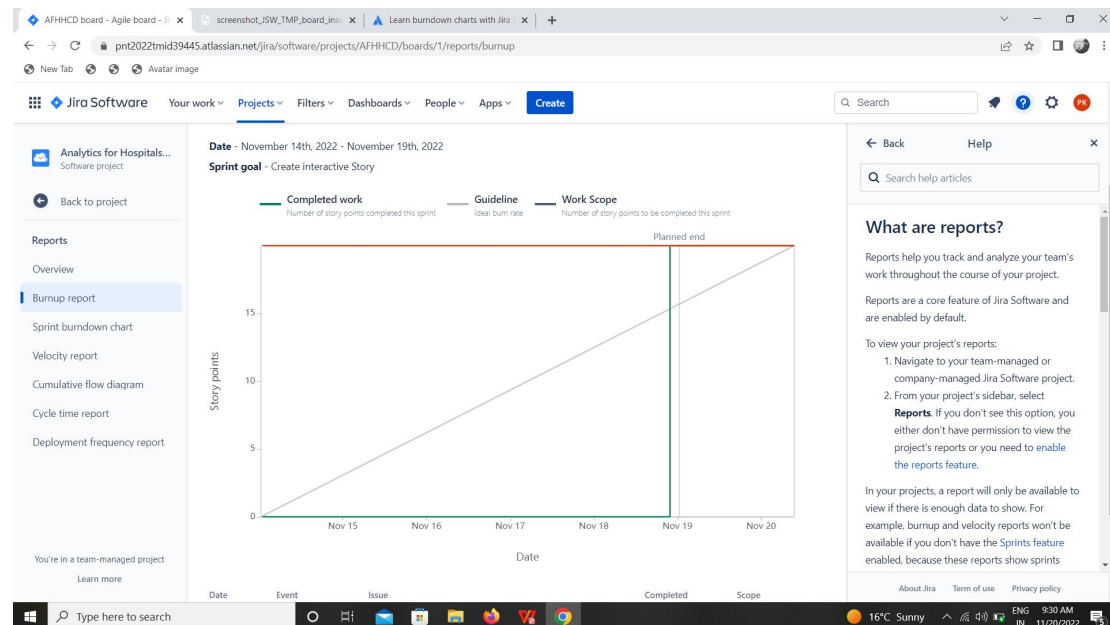 AFHHCD board - Agile board - Ji
screenshot_JSW_TMP_board_insi
Learn burndown charts with Jira S
pnt2022tmid39445.atlassian.net/jira/software/projects/AFHHCD/boards/1/reports/burnup
New Tab
Avatar image
Jira Software
Your work
Projects
Filters
Dashboards
People
Apps
Create
Search
PK
Analytics for Hospitals...
Software project
Back to project
Reports
Overview
Burnup report
Sprint burndown chart
Velocity report
Cumulative flow diagram
Cycle time report
Deployment frequency report
You're in a team-managed project
Learn more
Date - November 14th, 2022 - November 19th, 2022
Sprint goal - Create interactive Story
Completed work
Number of story points completed this sprint
Guideline
Ideal burn rate
Work Scope
Number of story points to be completed this sprint
Planned end
Story points
15
10
5
0
Nov 15
Nov 16
Nov 17
Nov 18
Nov 19
Nov 20
Date
Date
Event
Issue
Completed
Scope
Back
Help
Search help articles
What are reports?
Reports help you track and analyze your team's
work throughout the course of your project.
Reports are a core feature of Jira Software and
are enabled by default.
To view your project's reports:
1. Navigate to your team-managed or
company-managed Jira Software project.
2. From your project's sidebar, select
Reports. If you don't see this option, you
either don't have permission to view the
project's reports or you need to enable
the reports feature.
In your projects, a report will only be available to
view if there is enough data to show. For
example, burnup and velocity reports won't be
available if you don't have the Sprints feature
enabled, because these reports show sprints
About Jira
Term of use
Privacy policy
Type here to search
16°C Sunny
ENG
IN
9:30 AM
11/20/2022
5